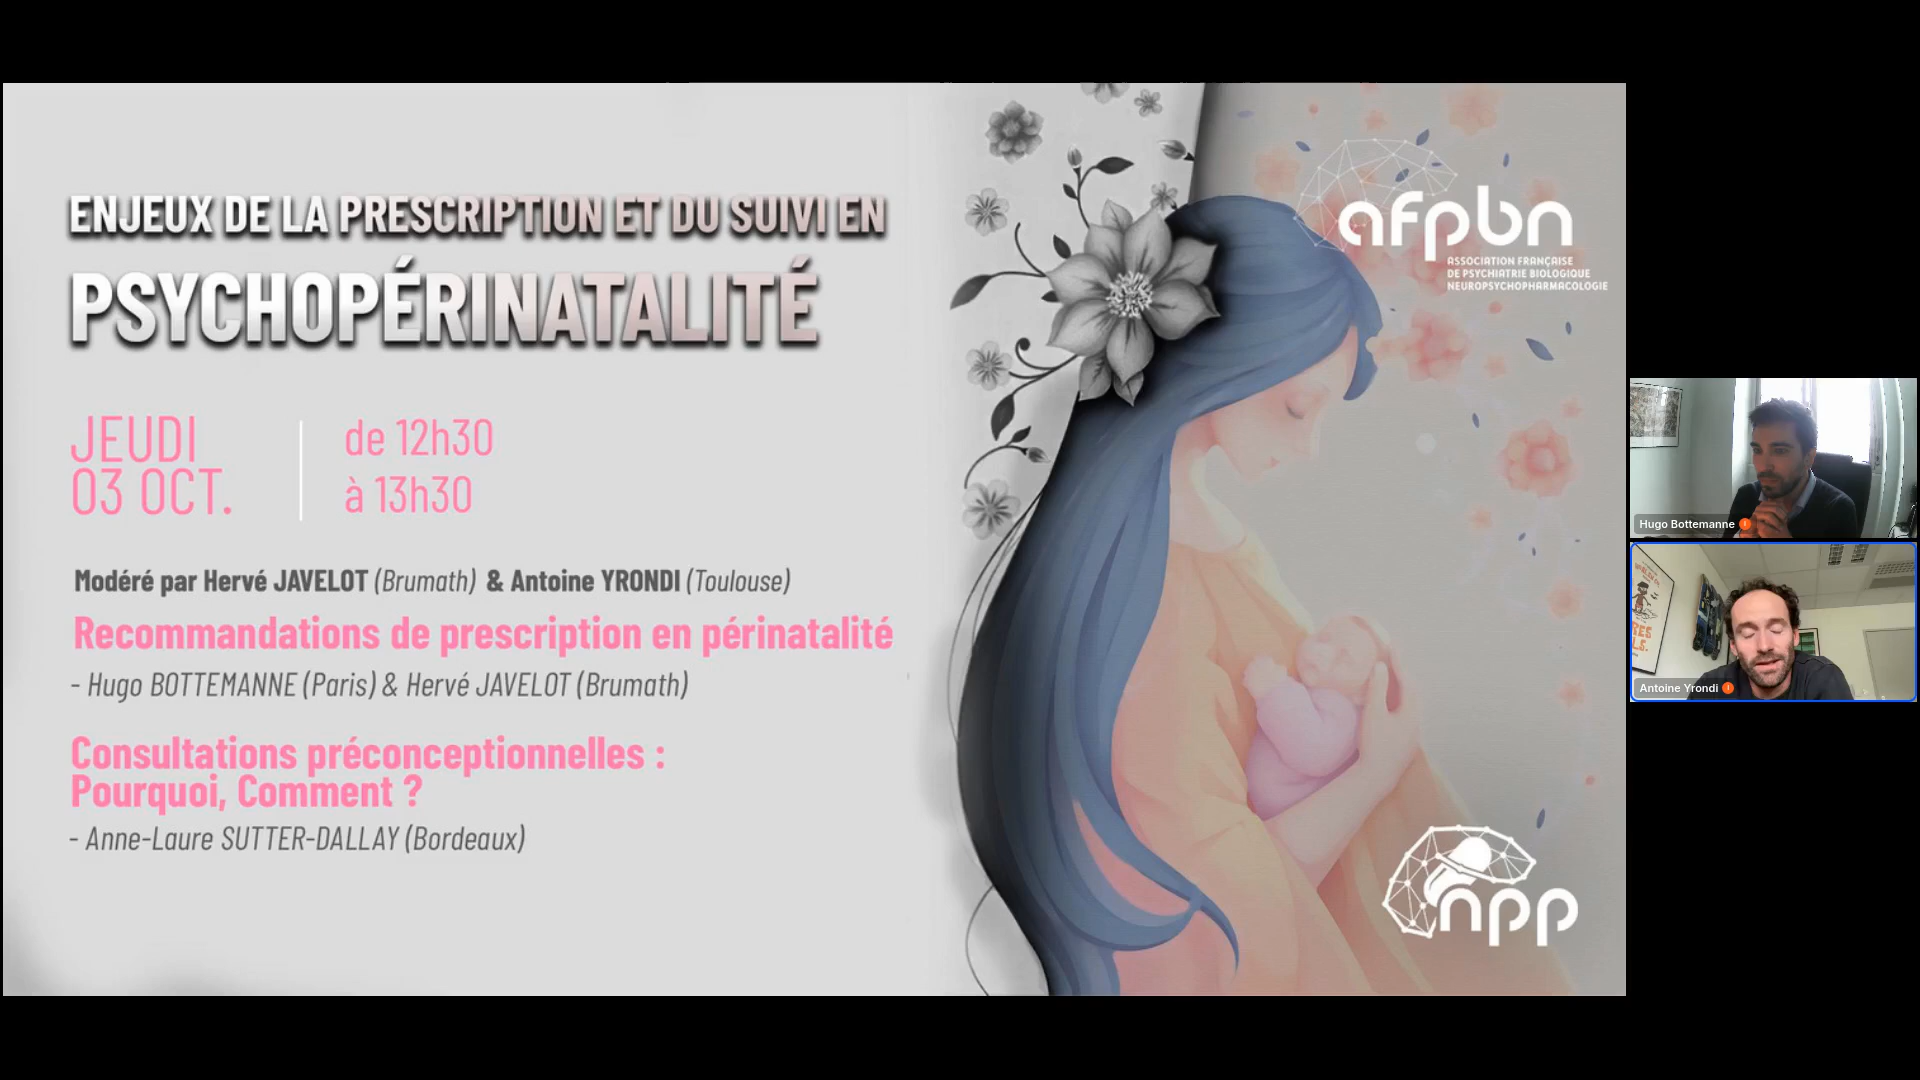 ENJEUX DE LA PRESCRIPTION ET DU SUIVI EN
PSYCHOPÉRINATALITÉ
JEUDI
03 OCT.
de 12h30
à 13h30
Modéré par Hervé JAVELOT (Brumath) & Antoine YRONDI (Toulouse)
Recommandations de prescription en périnatalité
- Hugo BOTTEMANNE (Paris) & Hervé JAVELOT (Brumath)
Consultations préconceptionnelles :
Pourquoi, Comment ?
- Anne-Laure SUTTER-DALLAY (Bordeaux)
afpbn
ASSOCIATION FRANÇAISE
DE PSYCHIATRIE BIOLOGIQUE
NEUROPSYCHOPHARMACOLOGIE
npp
Hugo Bottemanne
Antoine Yrondi